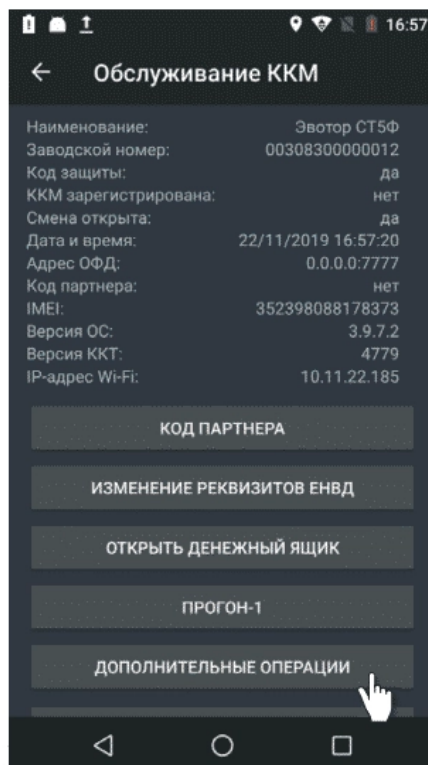 16:57
Обслуживание ККМ
Наименование: Эвотор СТ5Ф
Заводской номер: 00308300000012
Код защиты: да
ККМ зарегистрирована: нет
Смена открыта: да
Дата и время: 22/11/2019 16:57:20
Адрес ОФД: 0.0.0.0:7777
Код партнера: нет
IMEI: 352398088178373
Версия ОС: 3.9.7.2
Версия ККТ: 4779
IP-адрес Wi-Fi: 10.11.22.185
КОД ПАРТНЕРА
ИЗМЕНЕНИЕ РЕКВИЗИТОВ ЕНВД
ОТКРЫТЬ ДЕНЕЖНЫЙ ЯЩИК
ПРОГОН-1
ДОПОЛНИТЕЛЬНЫЕ ОПЕРАЦИИ